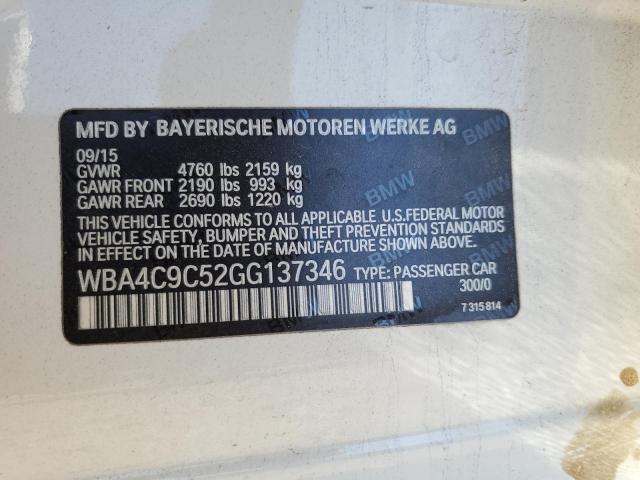 MFD BY BAYERISCHE MOTOREN WERKE AG
09/15
GVWR 4760 lbs 2159 kg
GAWR FRONT 2190 lbs 993 kg
GAWR REAR 2690 lbs 1220 kg
THIS VEHICLE CONFORMS TO ALL APPLICABLE U.S.FEDERAL MOTOR
VEHICLE SAFETY, BUMPER AND THEFT PREVENTION STANDARDS
IN EFFECT ON THE DATE OF MANUFACTURE SHOWN ABOVE.
WBA4C9C52GG137346 TYPE: PASSENGER CAR
300/0
7 315 814
BMW
BMW
BMW